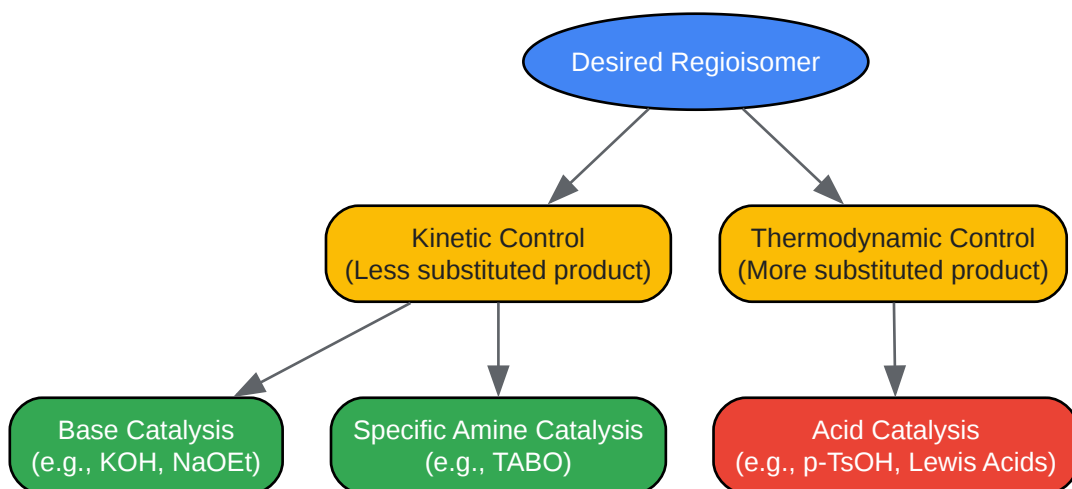 Desired Regioisomer
Kinetic Control
(Less substituted product)
Thermodynamic Control
(More substituted product)
Base Catalysis
(e.g., KOH, NaOEt)
Specific Amine Catalysis
(e.g., TABO)
Acid Catalysis
(e.g., p-TsOH, Lewis Acids)